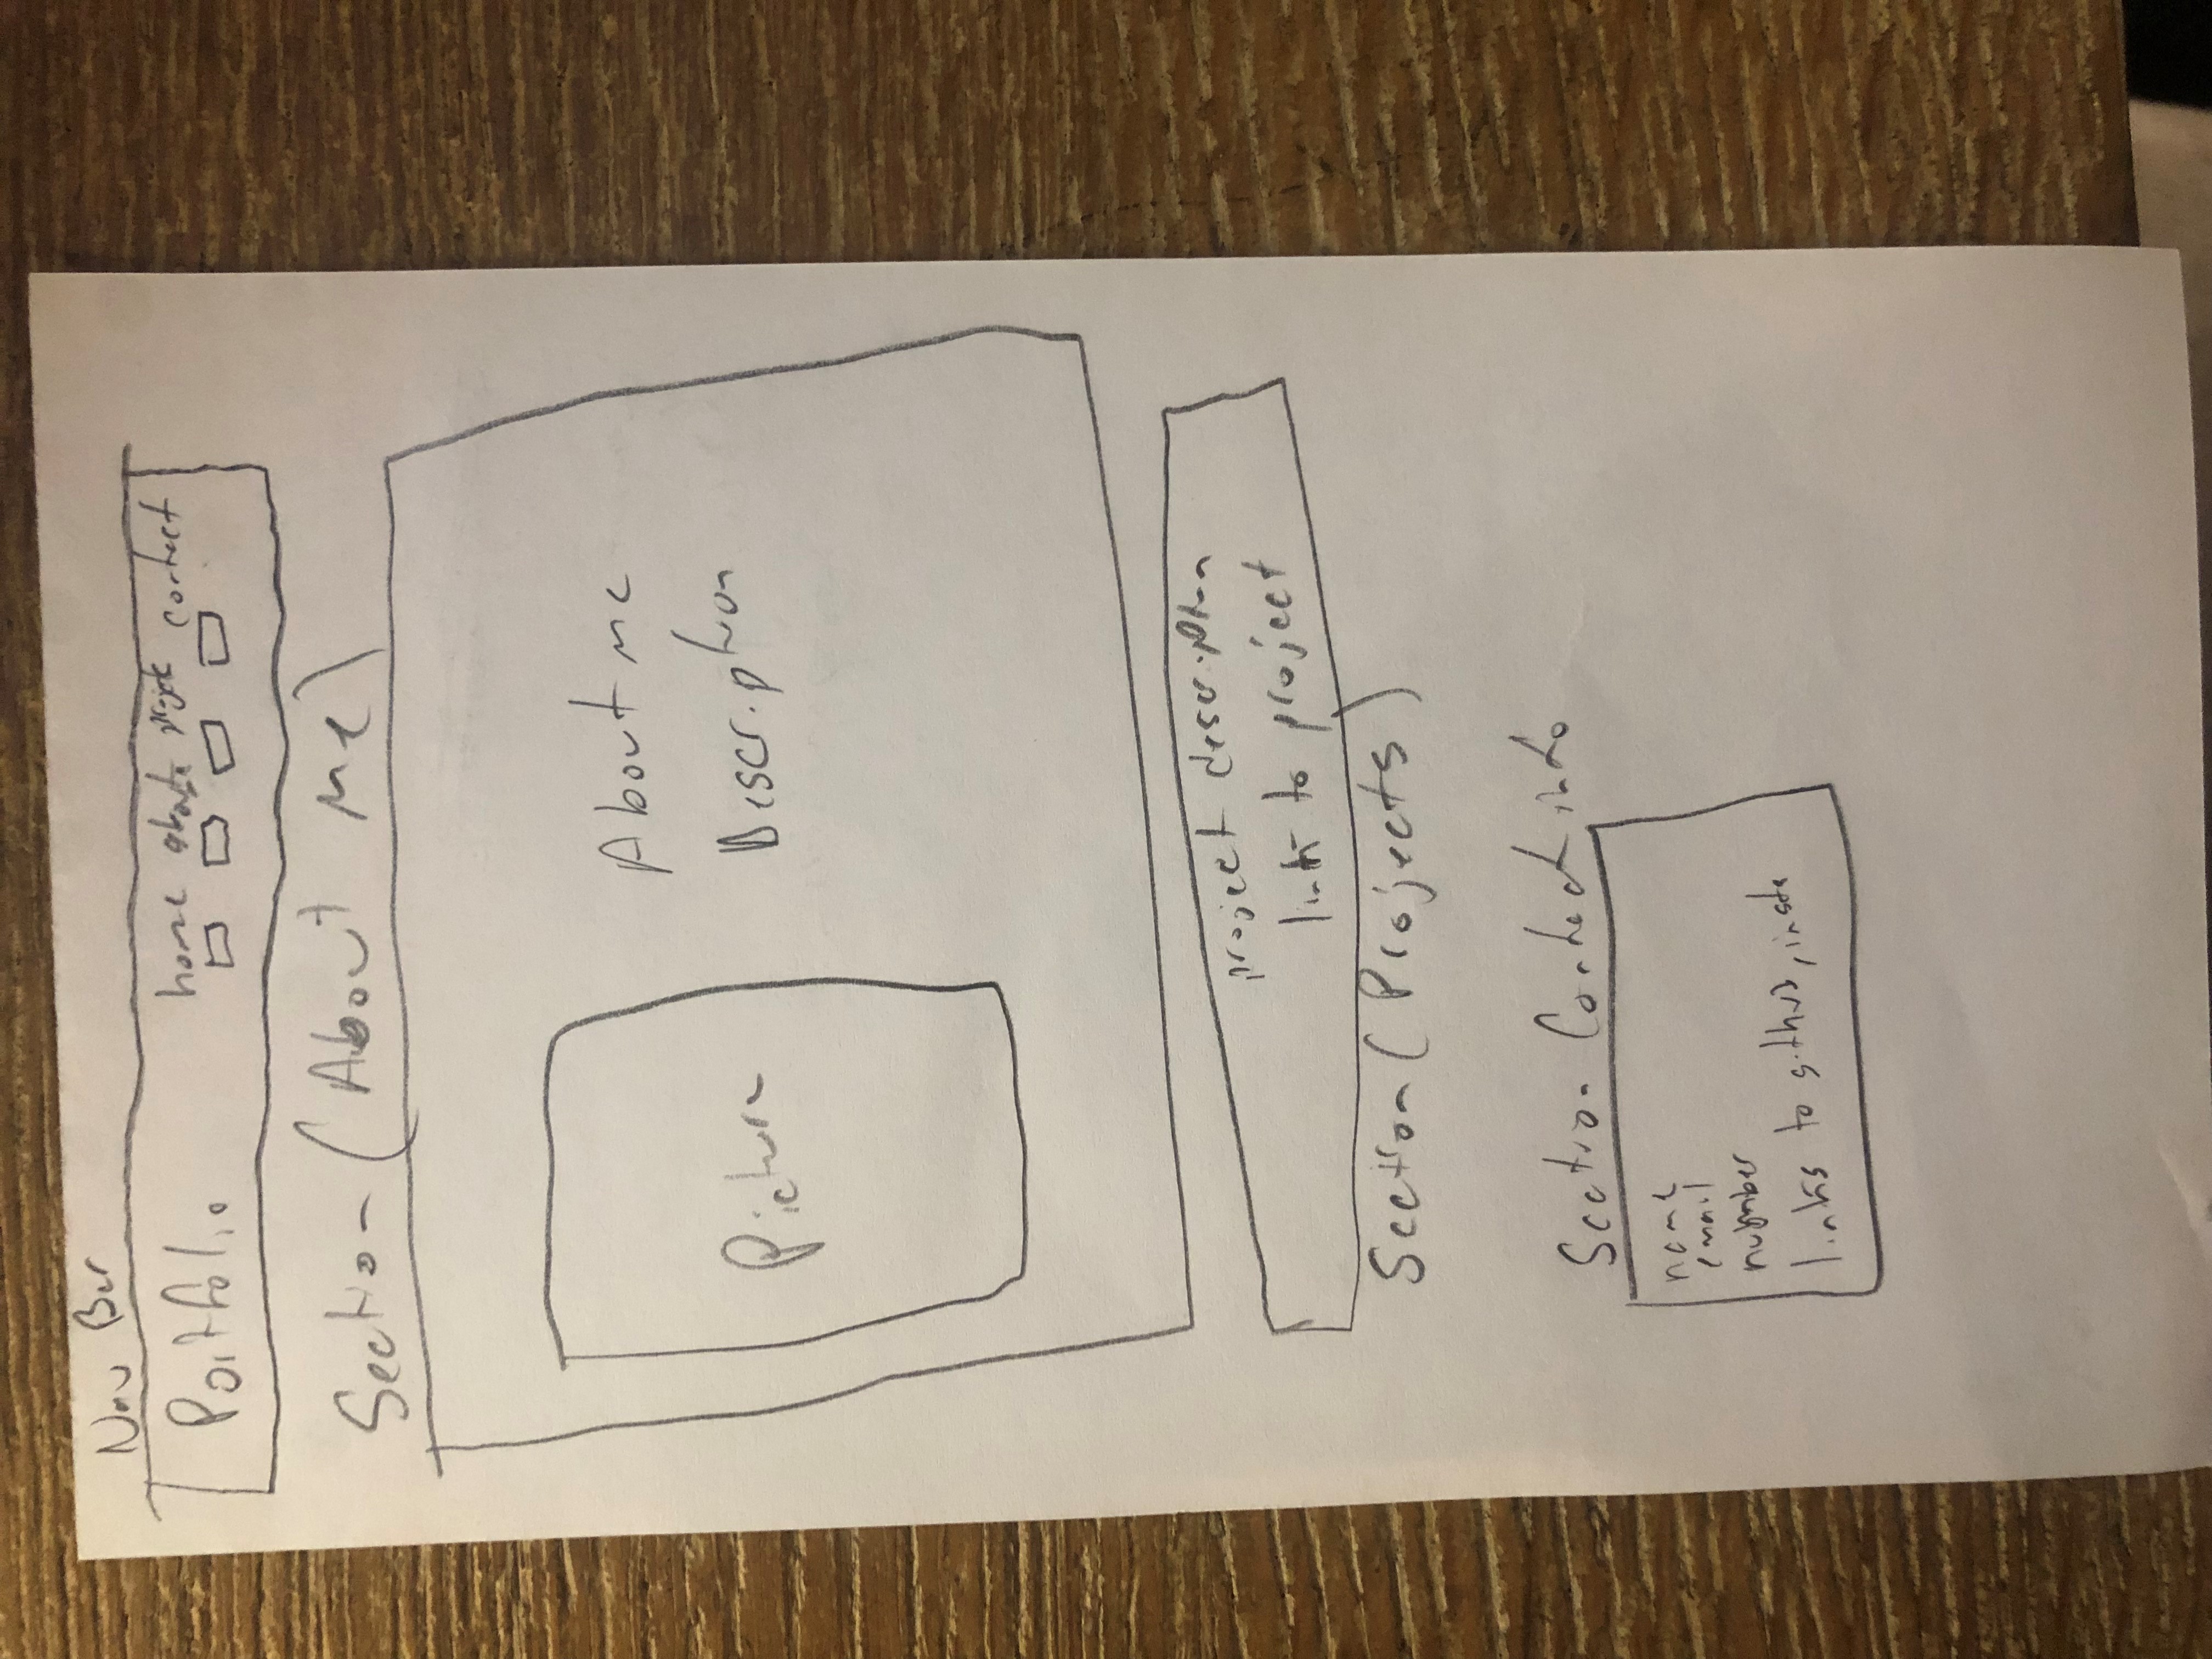 Nav Bar
Portfolio home about project contact
Section (About Me)
Picture
About me
Description
project description
link to project
Section (Projects)
Section Contact info
name
email
number
links to github, insta